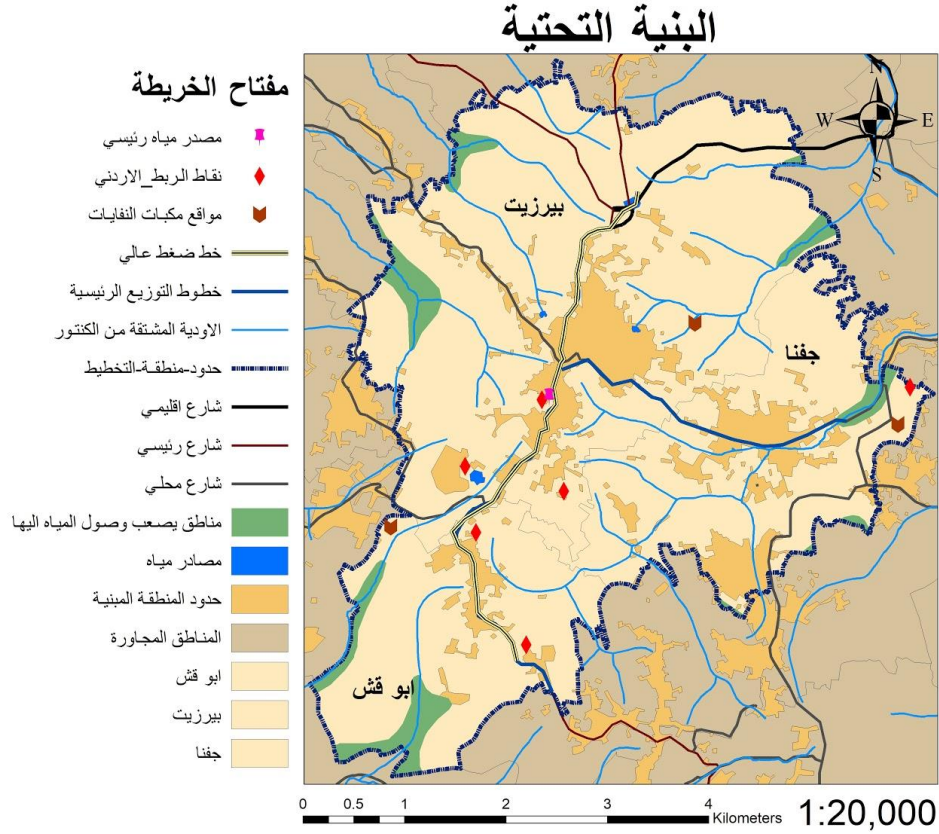 البنية التحتية
مفتاح الخريطة
مصدر مياه رئيسي
نقاط الربط_الاردني
مواقع مكبات النفايات
خط ضغط عالي
خطوط التوزيع الرئيسية
الاودية المشتقة من الكنتور
حدود-منطقة-التخطيط
شارع اقليمي
شارع رئيسي
شارع محلي
مناطق يصعب وصول المياه اليها
مصادر مياه
حدود المنطقة المبنية
المناطق المجاورة
ابو قش
بيرزيت
جفنا
N
W
E
S
بيرزيت
جفنا
ابو قش
0 0.5 1 2 3 4 Kilometers
1:20,000